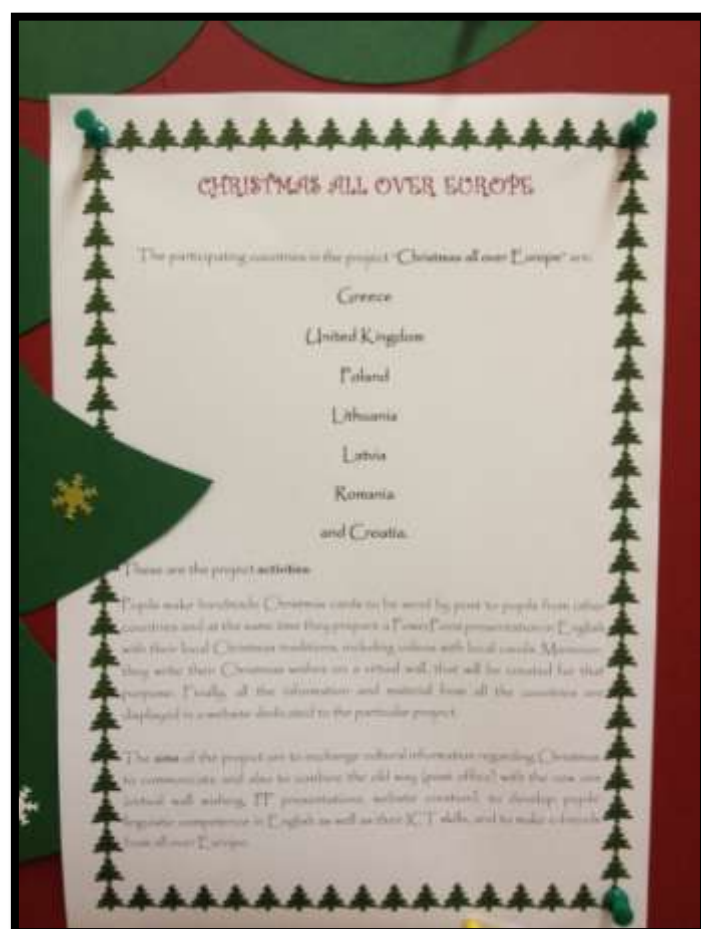 CHRISTMAS ALL OVER EUROPE
The participating countries in the project "Christmas all over Europe" are:
Greece
United Kingdom
Poland
Lithuania
Latvia
Romania
and Croatia.
These are the project activities:
Pupils make handmade Christmas cards to be send by post to pupils from other
countries and at the same time they prepare a PowerPoint presentation in English
with their local Christmas traditions, including videos with local carols. Moreover,
they write their Christmas wishes on a virtual wall, that will be created for that
purpose. Finally, all the information and material from all the countries are
displayed in a website dedicated to the particular project.
The aims of the project are to exchange cultural information regarding Christmas
to communicate and also to combine the old way (post office) with the new one
(virtual wall wishing, PP presentations, website creation), to develop pupils'
linguistic competence in English as well as their ICT skills, and to make friends
from all over Europe.